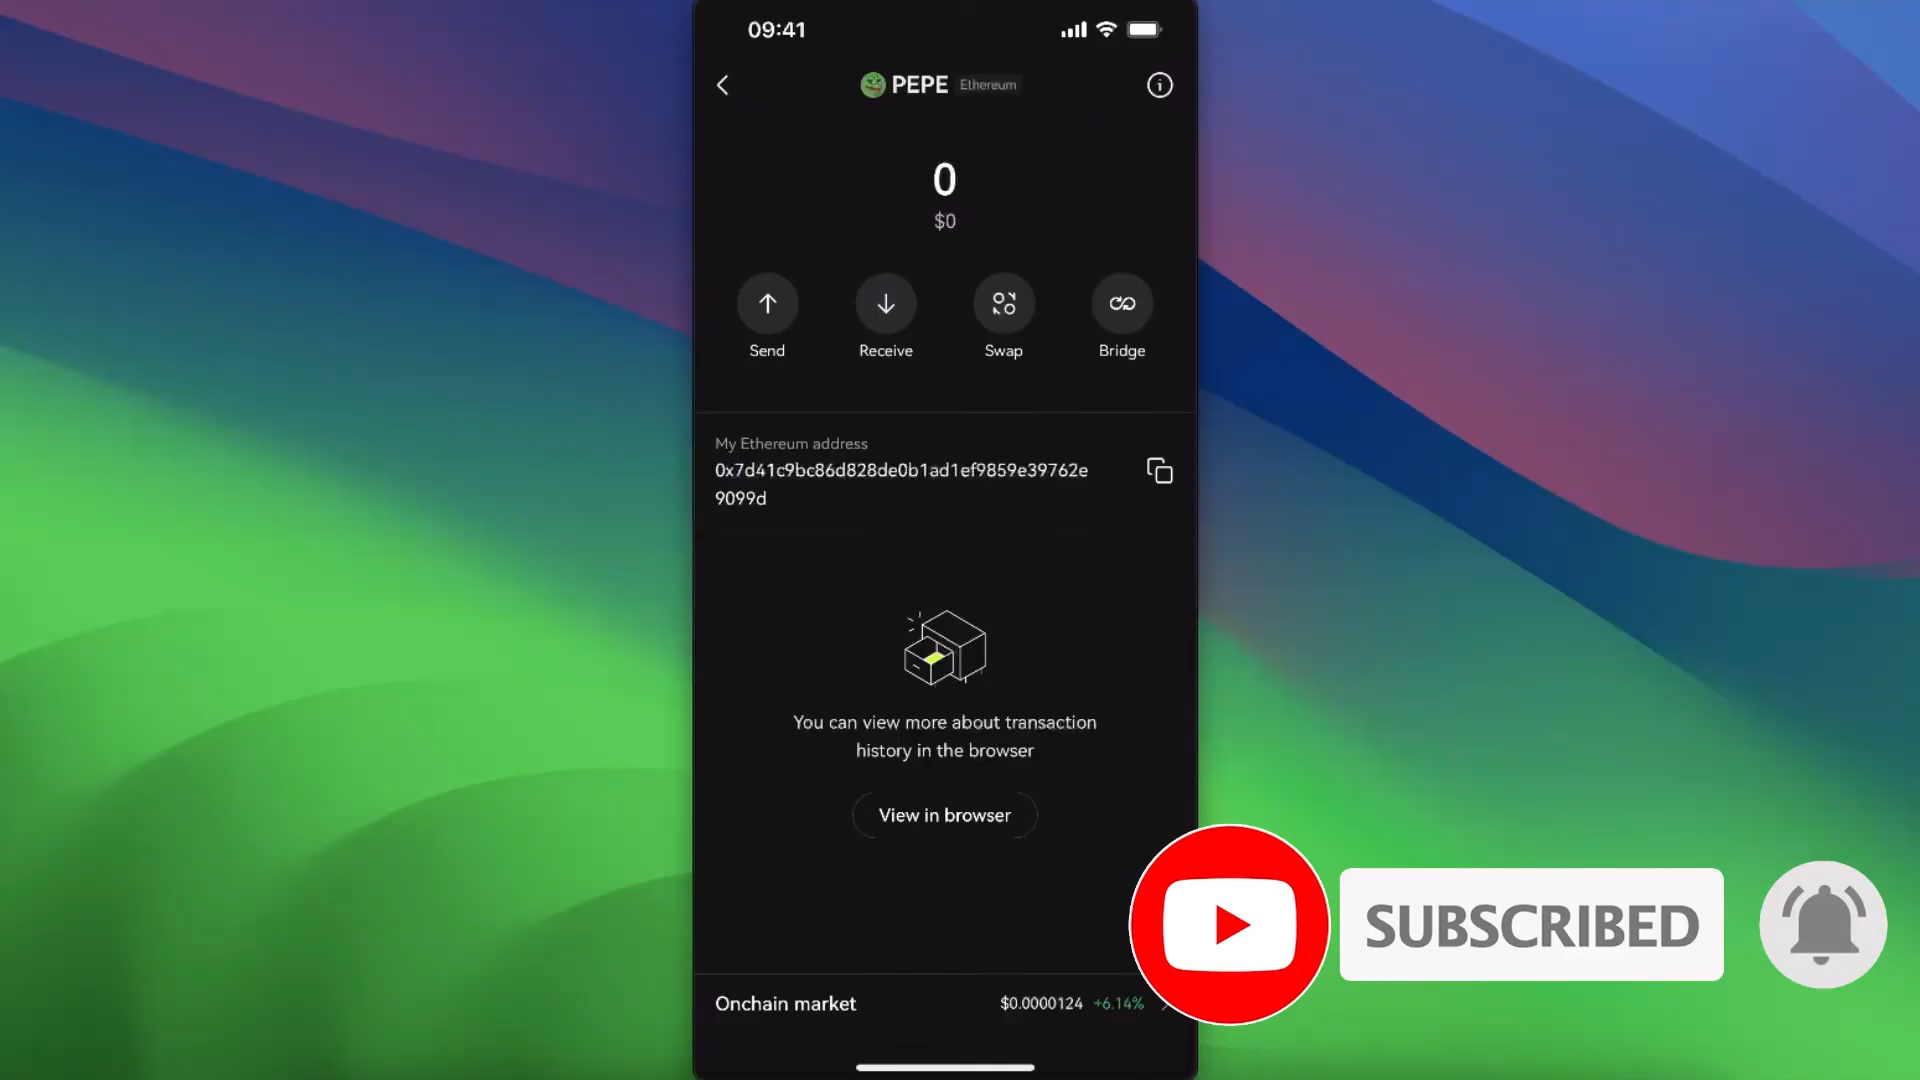 09:41
PEPE Ethereum
0
$0
Send Receive Swap Bridge
My Ethereum address
0x7d41c9bc86d828de0b1ad1ef9859e39762e
9099d
You can view more about transaction
history in the browser
View in browser
Onchain market $0.0000124 +6.14%
SUBSCRIBED